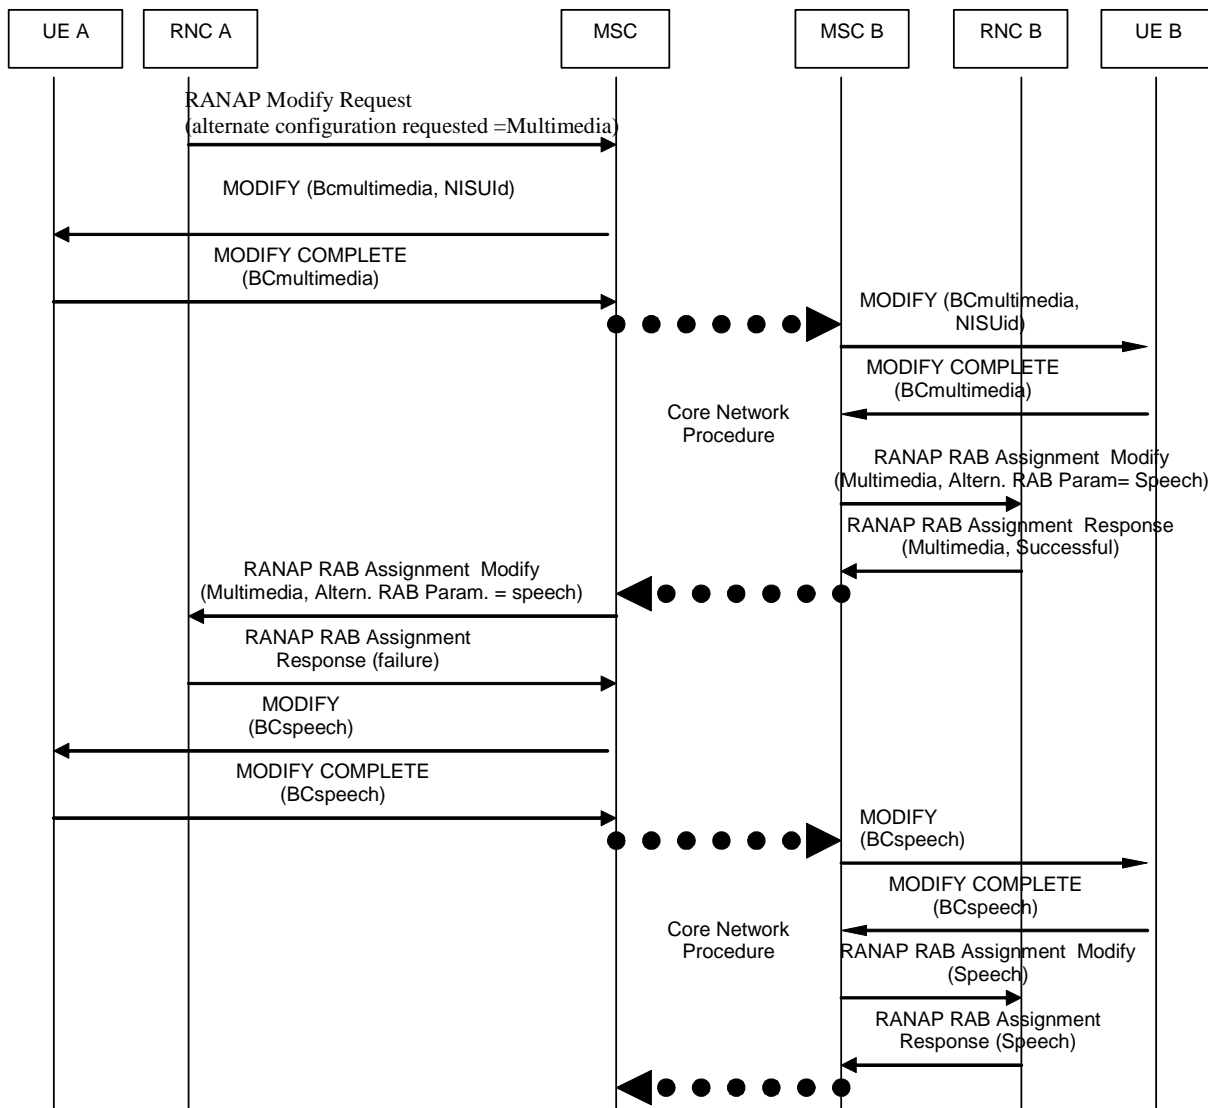 UE A
RNC A
MSC
MSC B
RNC B
UE B
RANAP Modify Request
(alternate configuration requested =Multimedia)
MODIFY (Bcmultimedia, NISUId)
MODIFY COMPLETE
(BCmultimedia)
MODIFY (BCmultimedia,
NISUid)
MODIFY COMPLETE
(BCmultimedia)
Core Network
Procedure
RANAP RAB Assignment Modify
(Multimedia, Altern. RAB Param= Speech)
RANAP RAB Assignment Response
(Multimedia, Successful)
RANAP RAB Assignment Modify
(Multimedia, Altern. RAB Param. = speech)
RANAP RAB Assignment
Response (failure)
MODIFY
(BCspeech)
MODIFY COMPLETE
(BCspeech)
MODIFY
(BCspeech)
MODIFY COMPLETE
(BCspeech)
Core Network
Procedure
RANAP RAB Assignment Modify
(Speech)
RANAP RAB Assignment
Response (Speech)